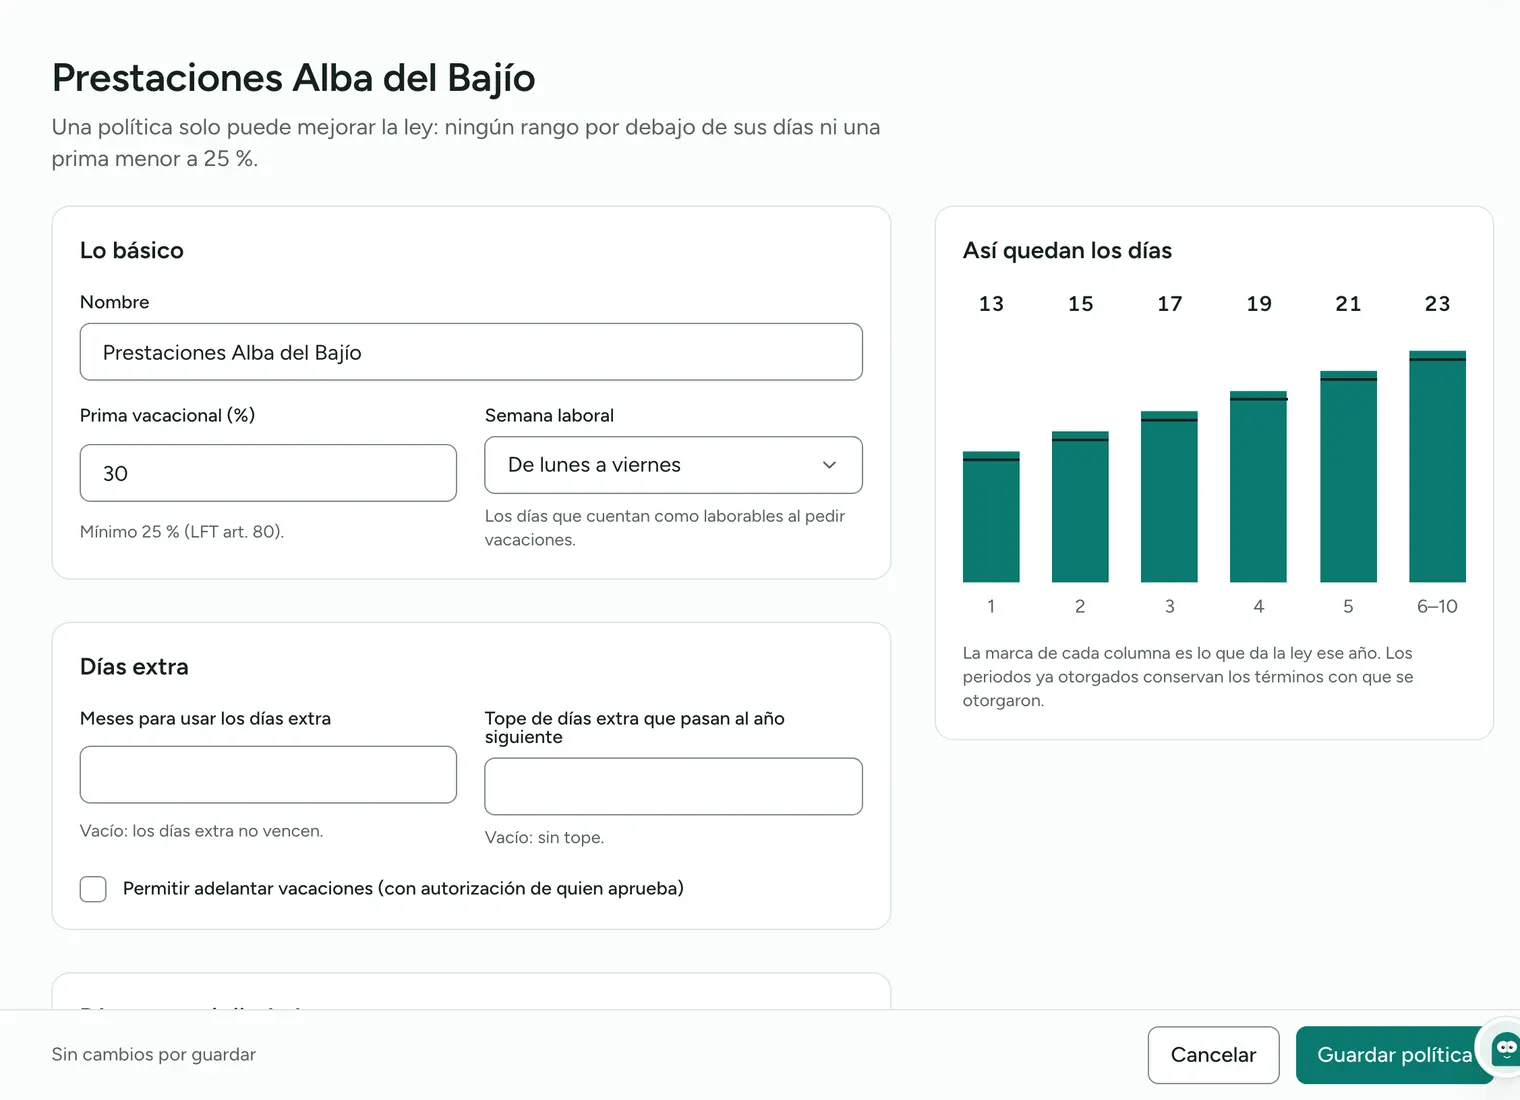 Prestaciones Alba del Bajío
Una política solo puede mejorar la ley: ningún rango por debajo de sus días ni una
prima menor a 25 %.
Lo básico
Nombre
Prestaciones Alba del Bajío
Prima vacacional (%)
30
Mínimo 25 % (LFT art. 80).
Semana laboral
De lunes a viernes
Los días que cuentan como laborables al pedir
vacaciones.
Días extra
Meses para usar los días extra
Vacío: los días extra no vencen.
Tope de días extra que pasan al año
siguiente
Vacío: sin tope.
Permitir adelantar vacaciones (con autorización de quien aprueba)
Así quedan los días
13 15 17 19 21 23
1 2 3 4 5 6–10
La marca de cada columna es lo que da la ley ese año. Los
periodos ya otorgados conservan los términos con que se
otorgaron.
Sin cambios por guardar
Cancelar
Guardar política